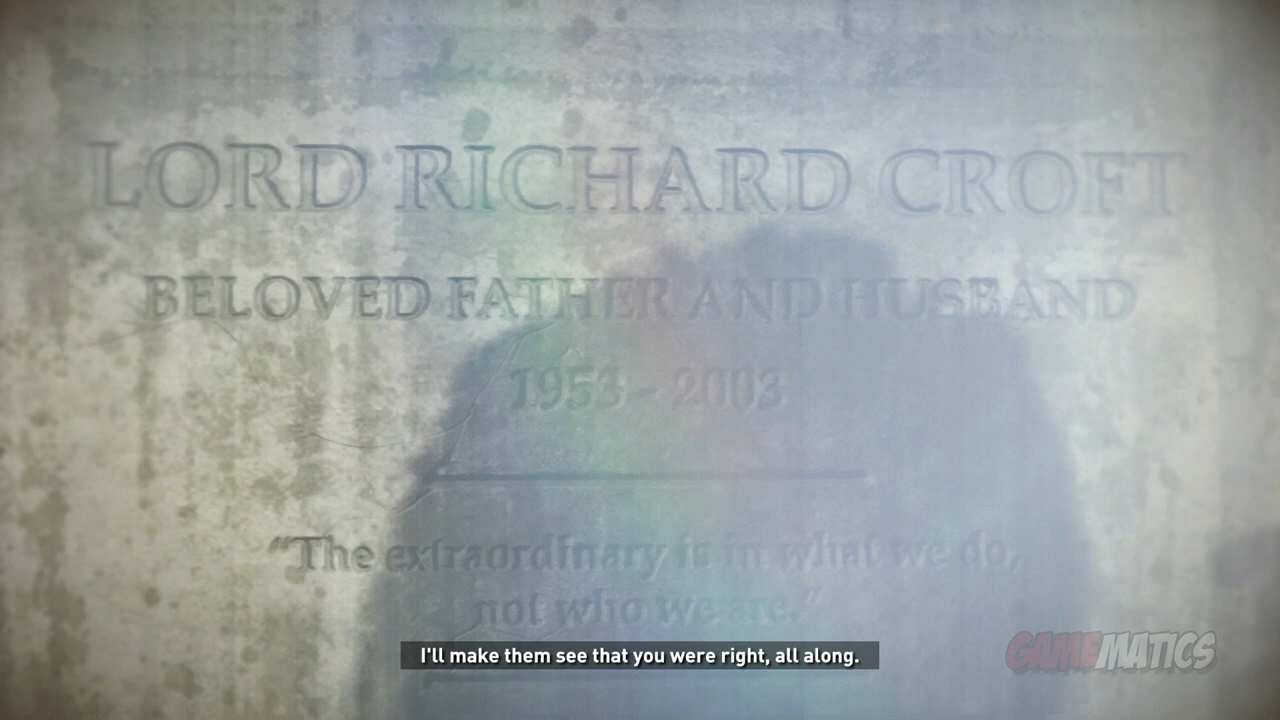 LORD RICHARD CROFT
BELOVED FATHER AND HUSBAND
1953 - 2003
"The extraordinary is in what we do,
not who we are."
I'll make them see that you were right, all along.
GAMEMATICS